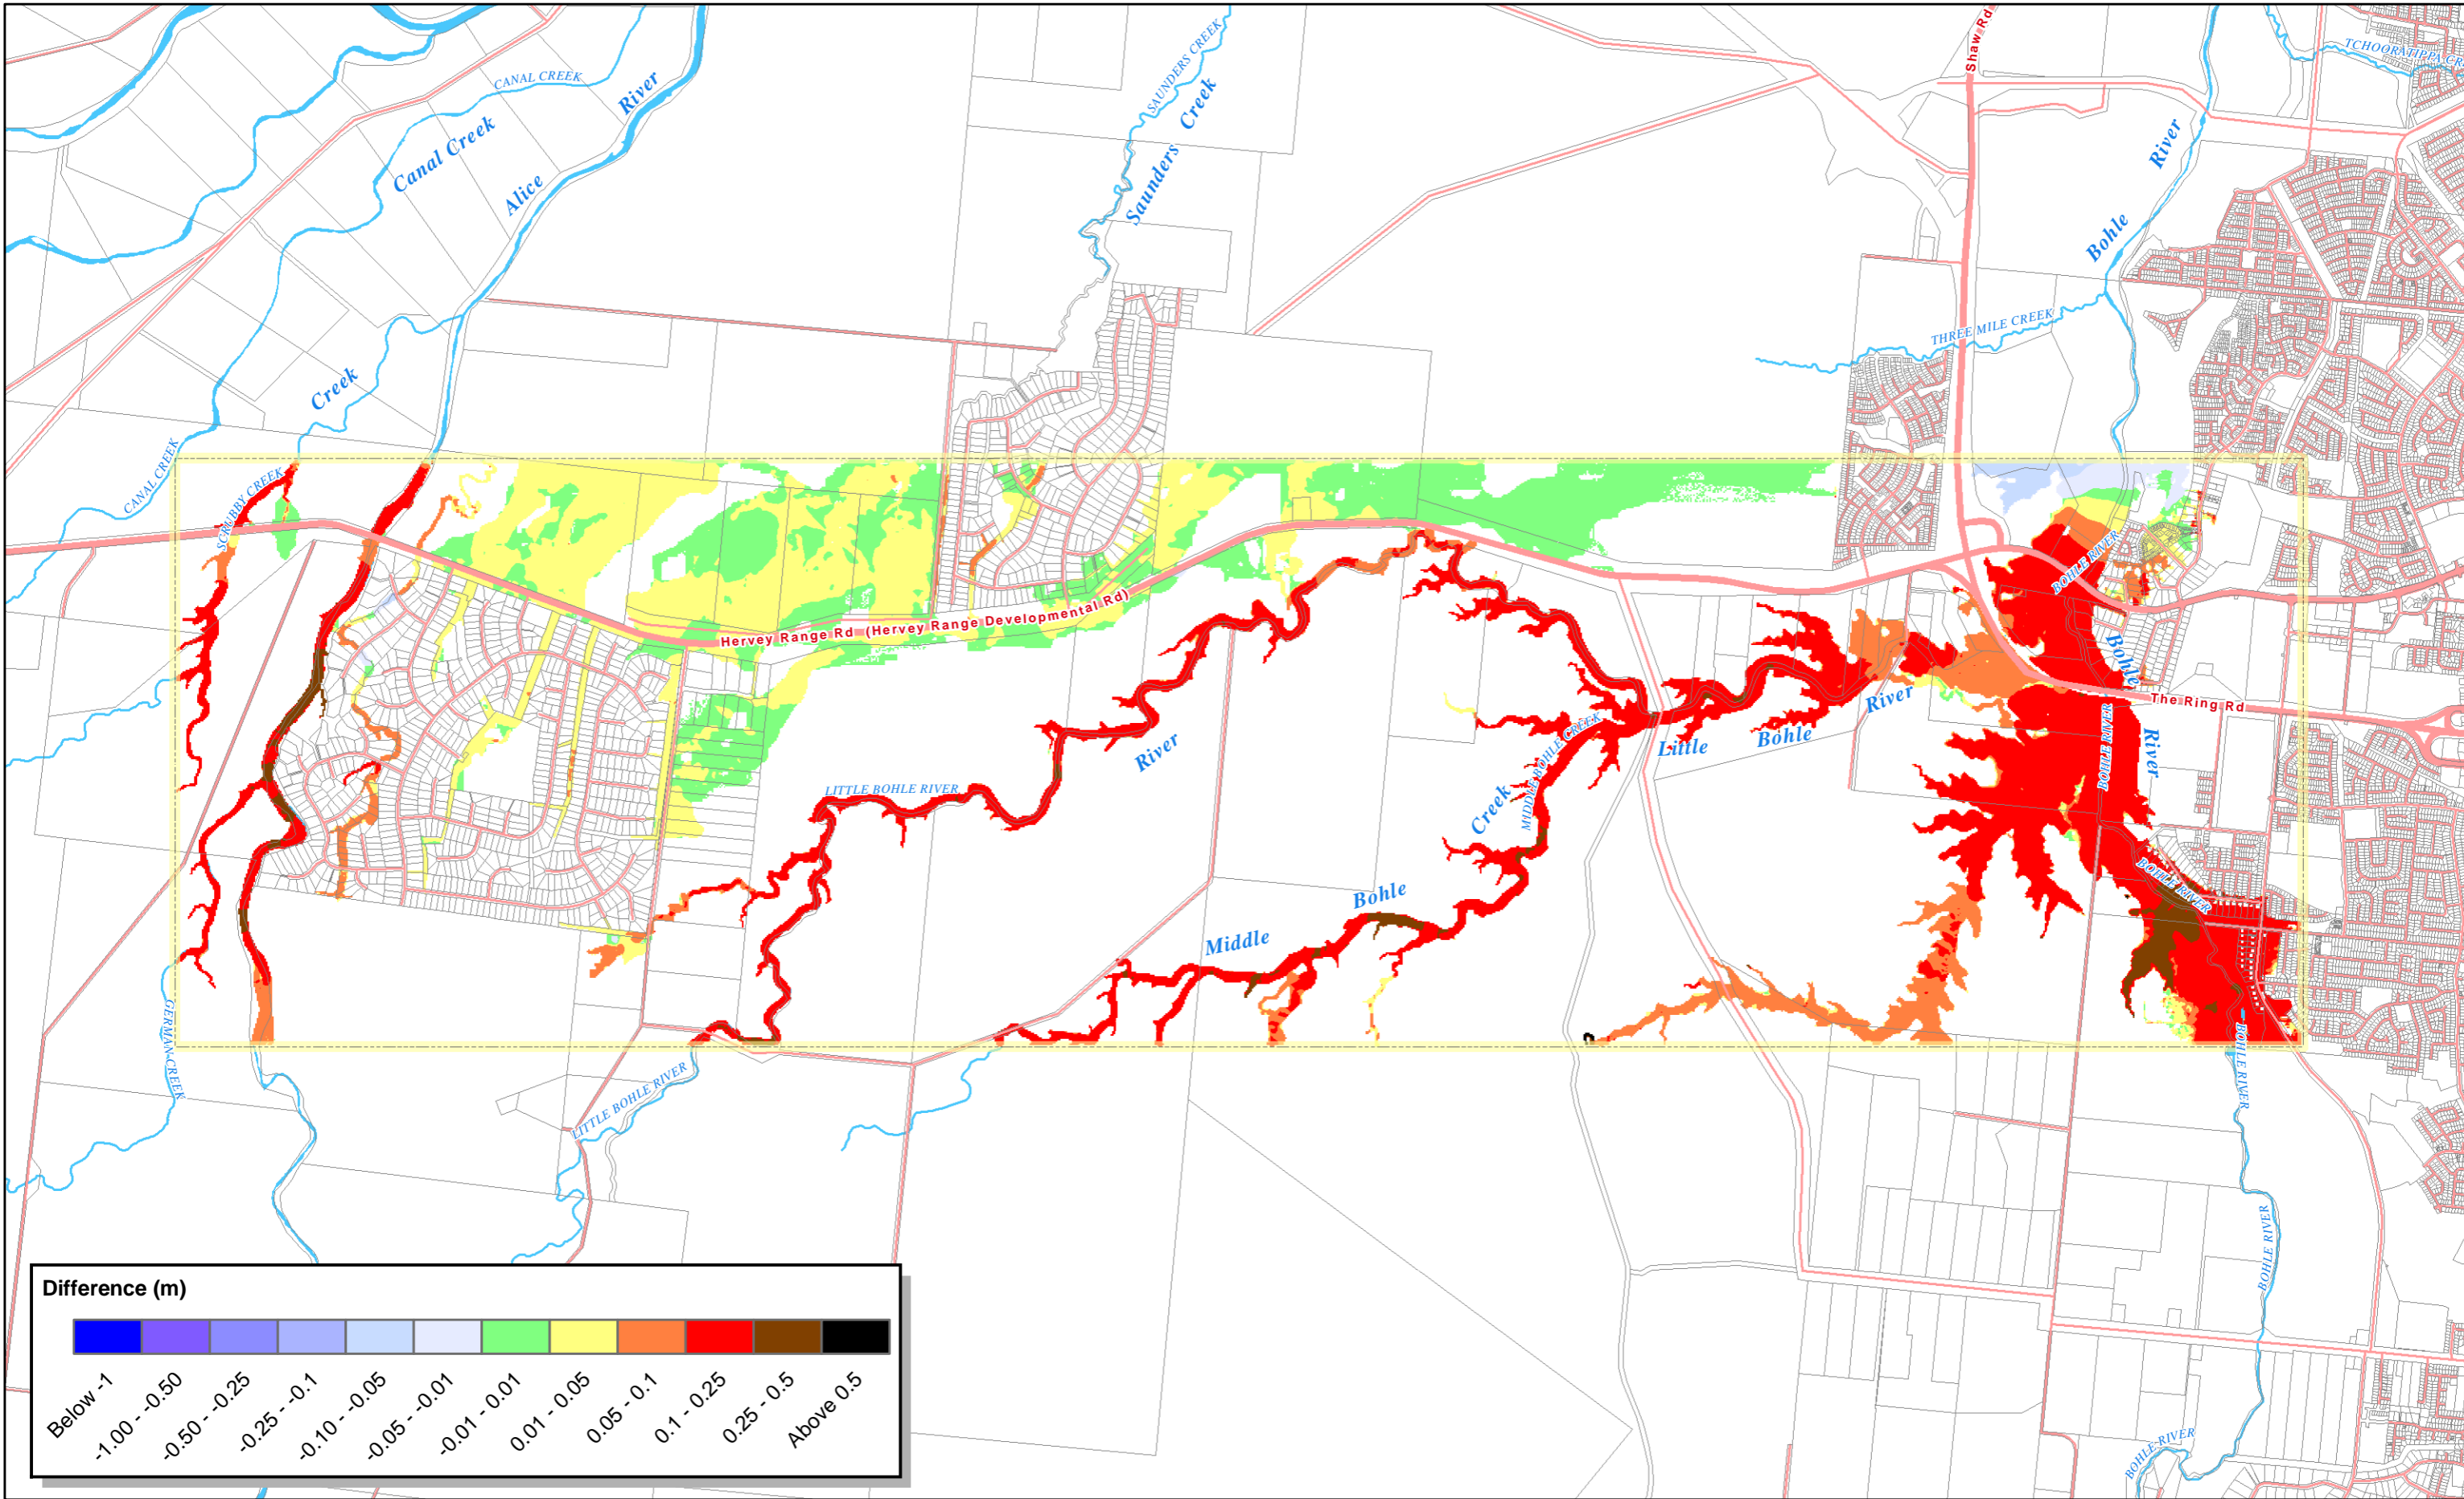 Shaw Rd
TCHOORATIPPA CR
SAUNDERS CREEK
CANAL CREEK
River
Creek
River
Canal Creek
Saunders
Alice
Bohle
THREE MILE CREEK
Creek
CANAL CREEK
SCRUBBY CREEK
BOHLE RIVER
Hervey Range Rd (Hervey Range Developmental Rd)
Bohle
River
The Ring Rd
River
Little
Bohle
River
BOHLE RIVER
MIDDLE BOHLE CREEK
LITTLE BOHLE RIVER
Creek
BOHLE RIVER
Bohle
Middle
GERMAN CREEK
BOHLE RIVER
LITTLE BOHLE RIVER
BOHLE RIVER
BOHLE RIVER
Difference (m)
Below -1
-1.00 - -0.50
-0.50 - -0.25
-0.25 - -0.1
-0.10 - -0.05
-0.05 - -0.01
-0.01 - 0.01
0.01 - 0.05
0.05 - 0.1
0.1 - 0.25
0.25 - 0.5
Above 0.5